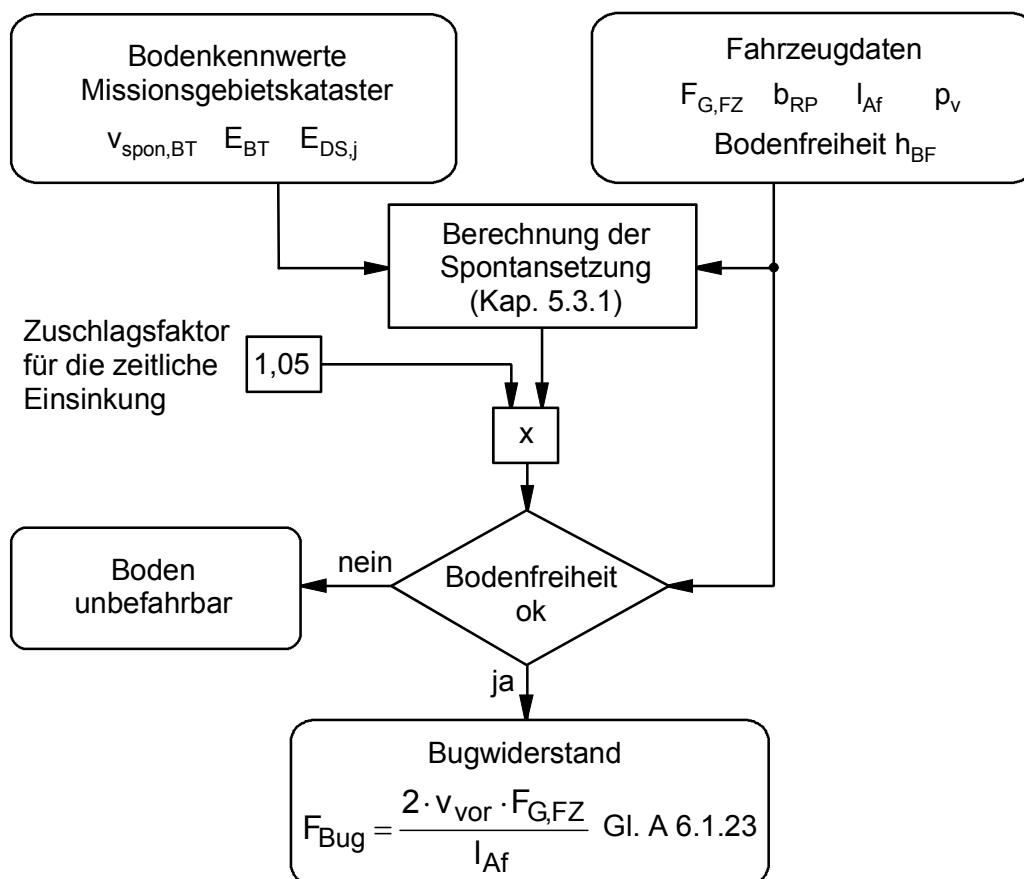 Bodenkennwerte
Missionsgebietskataster
v_spon,BT E_BT E_DS,j
Fahrzeugdaten
F_G,FZ b_RP l_Af p_v
Bodenfreiheit h_BF
Berechnung der
Spontansetzung
(Kap. 5.3.1)
Zuschlagsfaktor
für die zeitliche
Einsinkung
1,05
x
nein
Boden
unbefahrbar
Bodenfreiheit
ok
ja
Bugwiderstand
F_Bug = 2 · v_vor · F_G,FZ / l_Af Gl. A 6.1.23